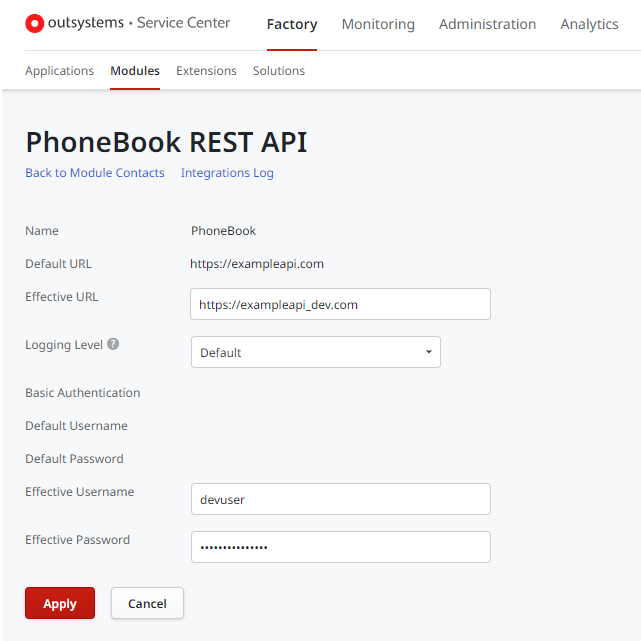 outsystems • Service Center Factory Monitoring Administration Analytics
Applications Modules Extensions Solutions
PhoneBook REST API
Back to Module Contacts Integrations Log
Name PhoneBook
Default URL https://exampleapi.com
Effective URL https://exampleapi_dev.com
Logging Level ? Default
Basic Authentication
Default Username
Default Password
Effective Username devuser
Effective Password •••••••••••••••
Apply Cancel